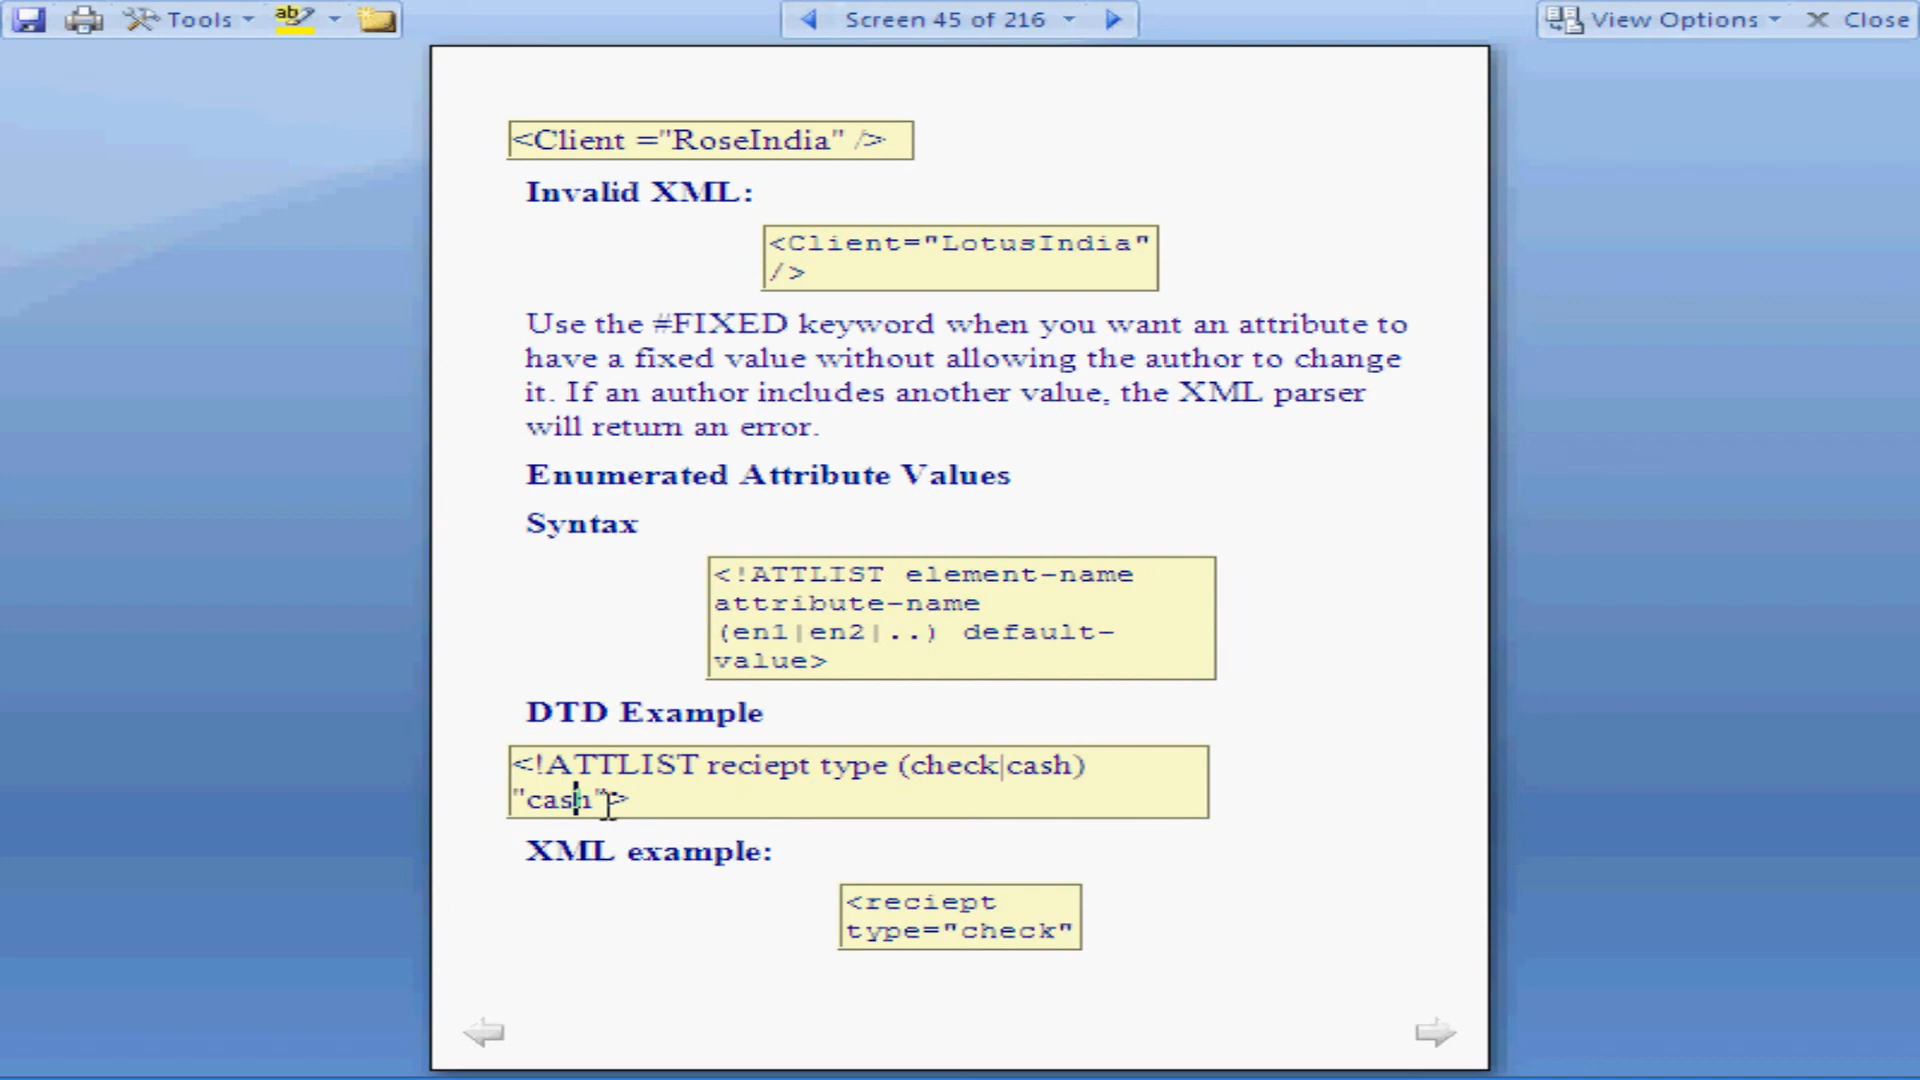 Tools
Screen 45 of 216
View Options
Close
<Client ="RoseIndia" />
Invalid XML:
<Client="LotusIndia"
/>
Use the #FIXED keyword when you want an attribute to
have a fixed value without allowing the author to change
it. If an author includes another value, the XML parser
will return an error.
Enumerated Attribute Values
Syntax
<!ATTLIST element-name
attribute-name
(en1|en2|..) default-
value>
DTD Example
<!ATTLIST reciept type (check|cash)
"cash">
XML example:
<reciept
type="check"